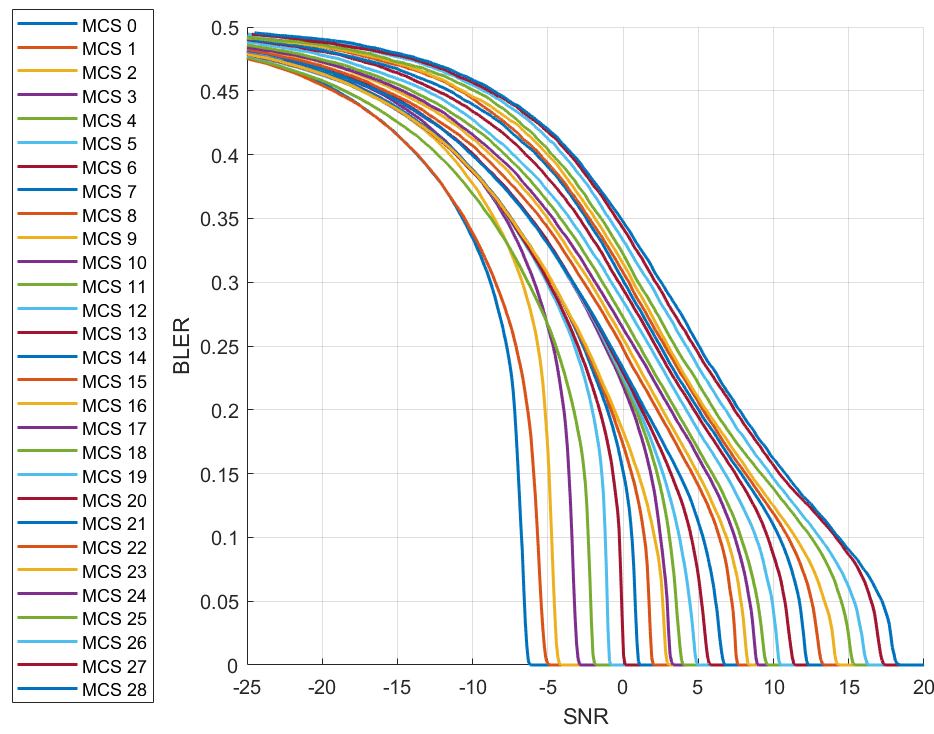 MCS 0
MCS 1
MCS 2
MCS 3
MCS 4
MCS 5
MCS 6
MCS 7
MCS 8
MCS 9
MCS 10
MCS 11
MCS 12
MCS 13
MCS 14
MCS 15
MCS 16
MCS 17
MCS 18
MCS 19
MCS 20
MCS 21
MCS 22
MCS 23
MCS 24
MCS 25
MCS 26
MCS 27
MCS 28
BLER
0.5
0.45
0.4
0.35
0.3
0.25
0.2
0.15
0.1
0.05
0
-25 -20 -15 -10 -5 0 5 10 15 20
SNR